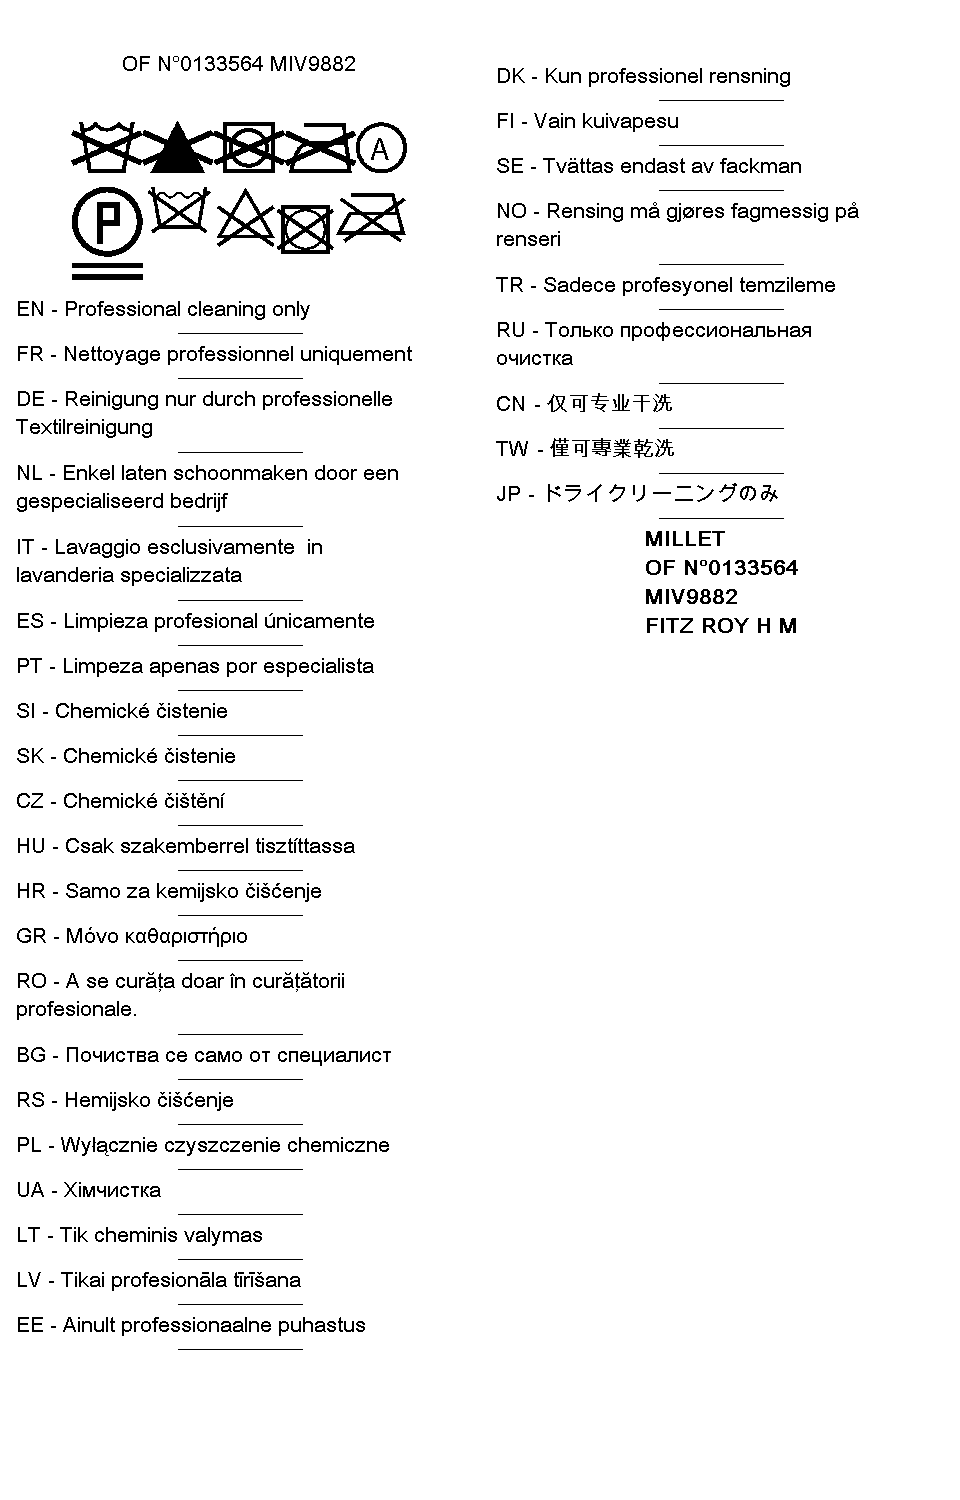 OF N°0133564 MIV9882
A
P
EN - Professional cleaning only
FR - Nettoyage professionnel uniquement
DE - Reinigung nur durch professionelle
Textilreinigung
NL - Enkel laten schoonmaken door een
gespecialiseerd bedrijf
IT - Lavaggio esclusivamente  in
lavanderia specializzata
ES - Limpieza profesional únicamente
PT - Limpeza apenas por especialista
SI - Chemické čistenie
SK - Chemické čistenie
CZ - Chemické čištění
HU - Csak szakemberrel tisztíttassa
HR - Samo za kemijsko čišćenje
GR - Μόνο καθαριστήριο
RO - A se curăța doar în curățătorii
profesionale.
BG - Почиства се само от специалист
RS - Hemijsko čišćenje
PL - Wyłącznie czyszczenie chemiczne
UA - Хімчистка
LT - Tik cheminis valymas
LV - Tikai profesionāla tīrīšana
EE - Ainult professionaalne puhastus
DK - Kun professionel rensning
FI - Vain kuivapesu
SE - Tvättas endast av fackman
NO - Rensing må gjøres fagmessig på
renseri
TR - Sadece profesyonel temzileme
RU - Только профессиональная
очистка
CN - 仅可专业干洗
TW - 僅可專業乾洗
JP - ドライクリーニングのみ
MILLET
OF N°0133564
MIV9882
FITZ ROY H M